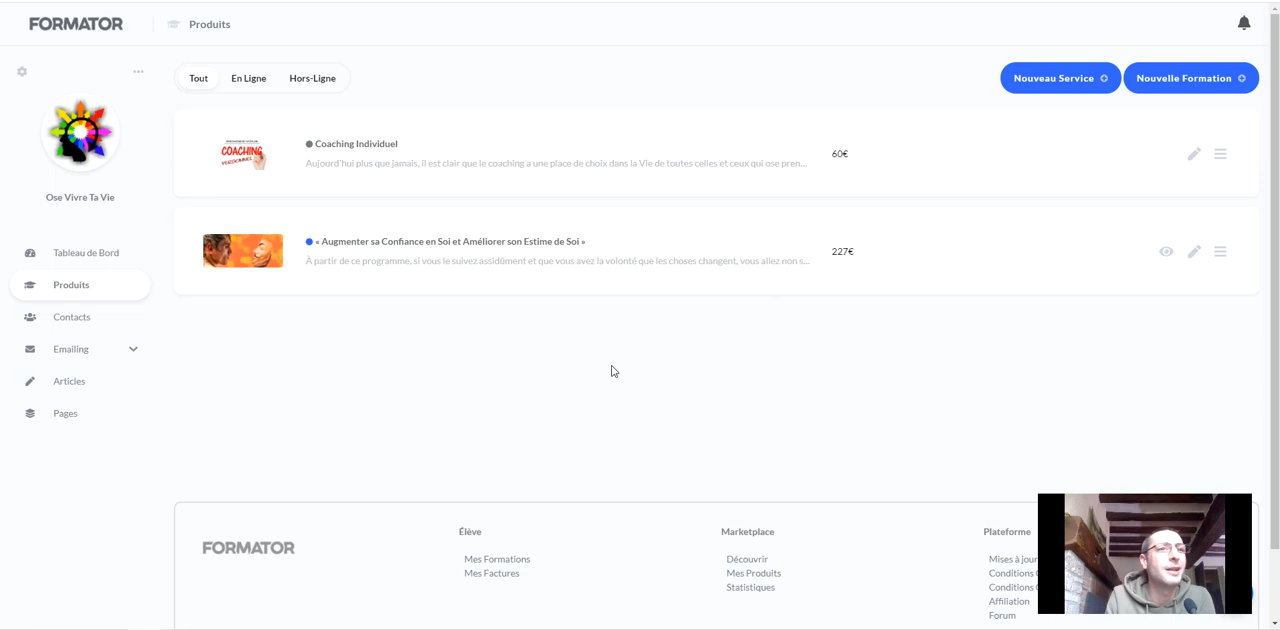 FORMATOR
Produits
Tout
En Ligne
Hors-Ligne
Nouveau Service
Nouvelle Formation
Ose Vivre Ta Vie
Tableau de Bord
Produits
Contacts
Emailing
Articles
Pages
COACHING
PERSONNEL
Coaching Individuel
Aujourd'hui plus que jamais, il est clair que le coaching a une place de choix dans la Vie de toutes celles et ceux qui ose pren...
60€
« Augmenter sa Confiance en Soi et Améliorer son Estime de Soi »
À partir de ce programme, si vous le suivez assidûment et que vous avez la volonté que les choses changent, vous allez non s...
227€
FORMATOR
Élève
Mes Formations
Mes Factures
Marketplace
Découvrir
Mes Produits
Statistiques
Plateforme
Mises à jour
Conditions
Conditions
Affiliation
Forum